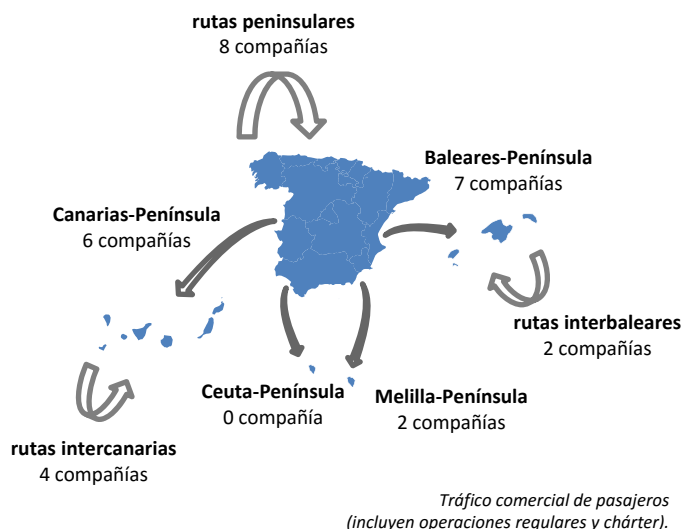 rutas peninsulares
8 compañías
Baleares-Península
7 compañías
Canarias-Península
6 compañías
rutas interbaleares
2 compañías
Ceuta-Península
0 compañía
Melilla-Península
2 compañías
rutas intercanarias
4 compañías
Tráfico comercial de pasajeros
(incluyen operaciones regulares y chárter).